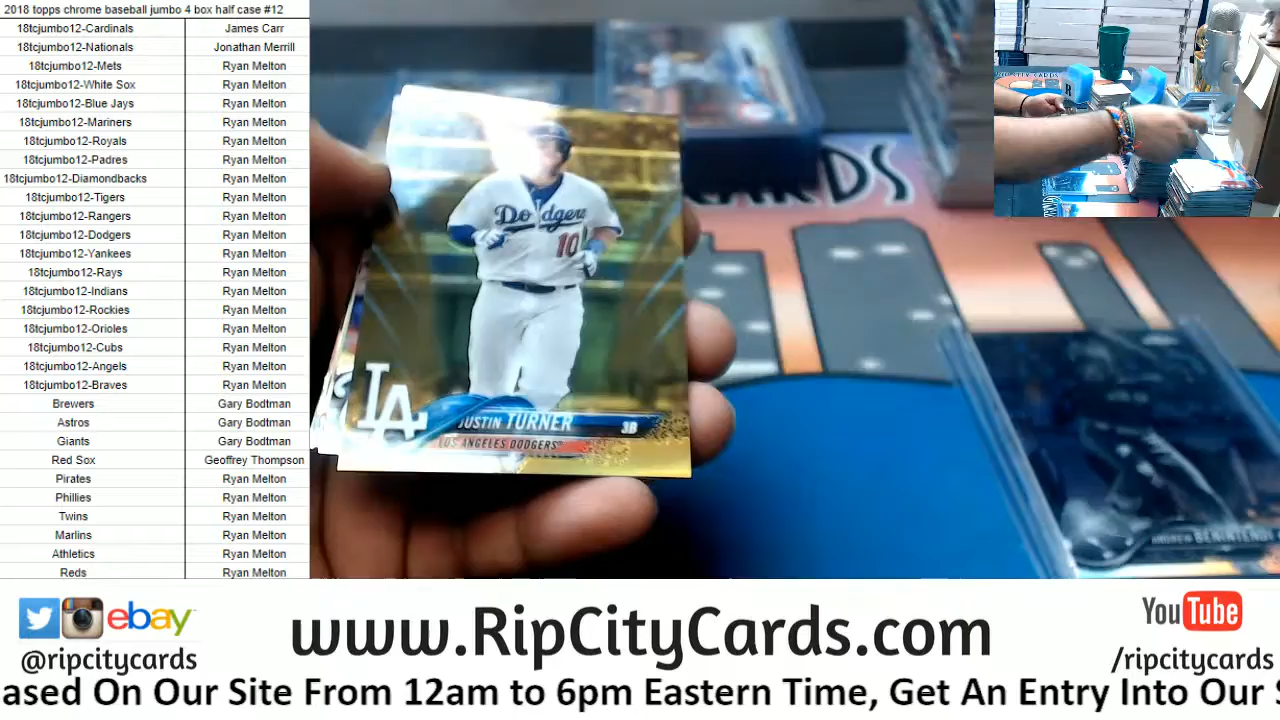 2018 topps chrome baseball jumbo 4 box half case #12
18tcjumbo12-Cardinals James Carr
18tcjumbo12-Nationals Jonathan Merrill
18tcjumbo12-Mets Ryan Melton
18tcjumbo12-White Sox Ryan Melton
18tcjumbo12-Blue Jays Ryan Melton
18tcjumbo12-Mariners Ryan Melton
18tcjumbo12-Royals Ryan Melton
18tcjumbo12-Padres Ryan Melton
18tcjumbo12-Diamondbacks Ryan Melton
18tcjumbo12-Tigers Ryan Melton
18tcjumbo12-Rangers Ryan Melton
18tcjumbo12-Dodgers Ryan Melton
18tcjumbo12-Yankees Ryan Melton
18tcjumbo12-Rays Ryan Melton
18tcjumbo12-Indians Ryan Melton
18tcjumbo12-Rockies Ryan Melton
18tcjumbo12-Orioles Ryan Melton
18tcjumbo12-Cubs Ryan Melton
18tcjumbo12-Angels Ryan Melton
18tcjumbo12-Braves Ryan Melton
Brewers Gary Bodtman
Astros Gary Bodtman
Giants Gary Bodtman
Red Sox Geoffrey Thompson
Pirates Ryan Melton
Phillies Ryan Melton
Twins Ryan Melton
Marlins Ryan Melton
Athletics Ryan Melton
Reds Ryan Melton
RDS
Dodgers
10
LA
JUSTIN TURNER 3B
LOS ANGELES DODGERS
ANDREW BENINTENDI
ebay
@ripcitycards
www.RipCityCards.com
YouTube
/ripcitycards
ased On Our Site From 12am to 6pm Eastern Time, Get An Entry Into Our S